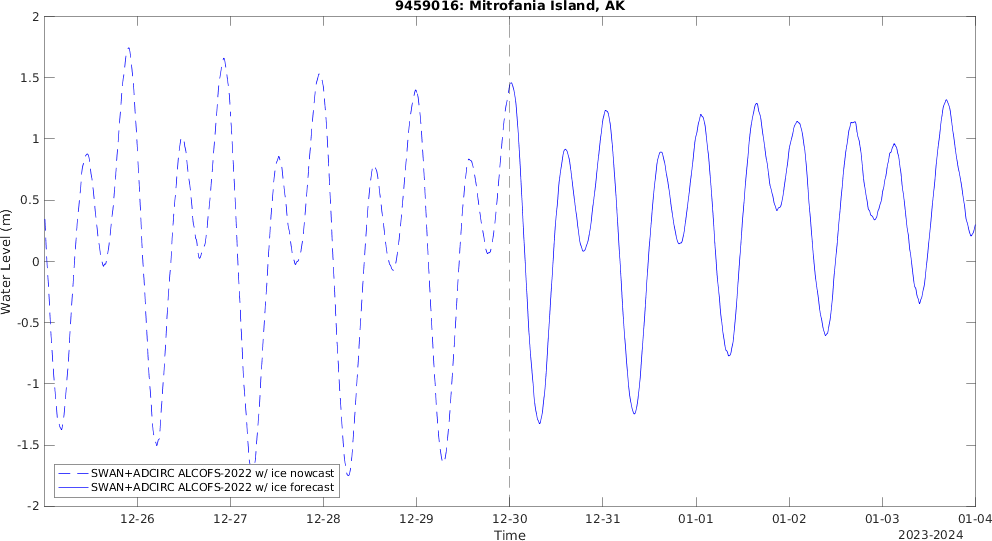 9459016: Mitrofania Island, AK
Water Level (m)
2
1.5
1
0.5
0
-0.5
-1
-1.5
-2
SWAN+ADCIRC ALCOFS-2022 w/ ice nowcast
SWAN+ADCIRC ALCOFS-2022 w/ ice forecast
12-26 12-27 12-28 12-29 12-30 12-31 01-01 01-02 01-03 01-04
Time
2023-2024